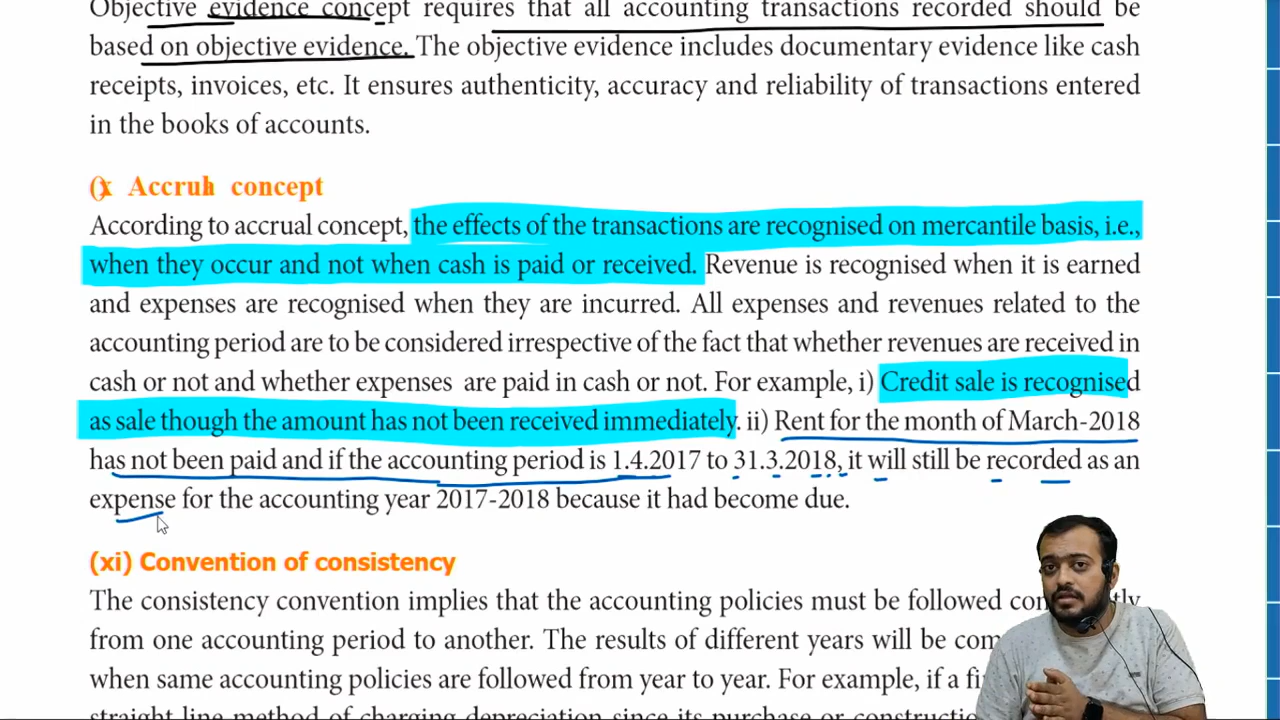 Objective evidence concept requires that all accounting transactions recorded should be
based on objective evidence. The objective evidence includes documentary evidence like cash
receipts, invoices, etc. It ensures authenticity, accuracy and reliability of transactions entered
in the books of accounts.
(x Accruh concept
According to accrual concept, the effects of the transactions are recognised on mercantile basis, i.e.,
when they occur and not when cash is paid or received. Revenue is recognised when it is earned
and expenses are recognised when they are incurred. All expenses and revenues related to the
accounting period are to be considered irrespective of the fact that whether revenues are received in
cash or not and whether expenses are paid in cash or not. For example, i) Credit sale is recognised
as sale though the amount has not been received immediately. ii) Rent for the month of March-2018
has not been paid and if the accounting period is 1.4.2017 to 31.3.2018, it will still be recorded as an
expense for the accounting year 2017-2018 because it had become due.
(xi) Convention of consistency
The consistency convention implies that the accounting policies must be followed
from one accounting period to another. The results of different years will be
when same accounting policies are followed from year to year. For example, if a
straight line method of charging depreciation since its purchase or